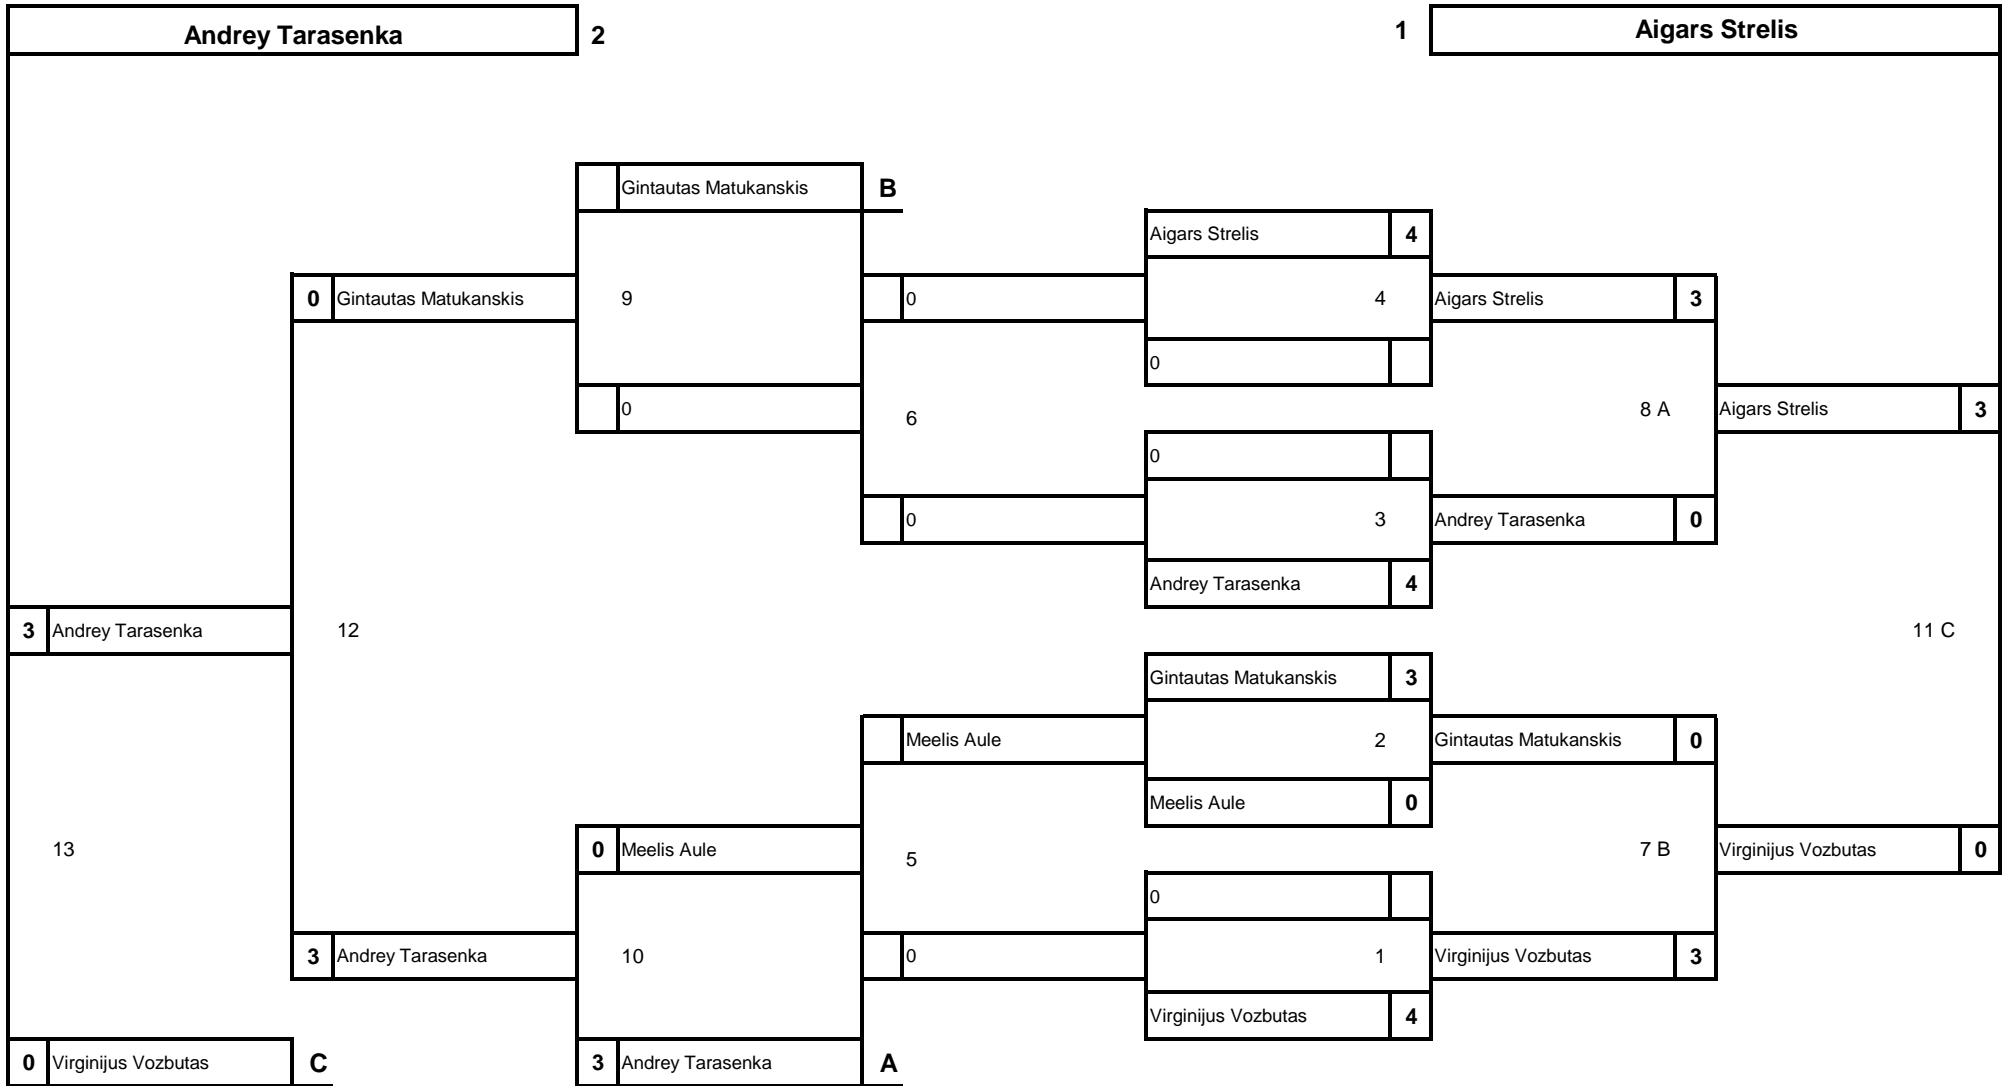 Andrey Tarasenka 2 1 Aigars Strelis
Gintautas Matukanskis B
Aigars Strelis 4
0 Gintautas Matukanskis 9 0 4 Aigars Strelis 3
0
0 6 8 A Aigars Strelis 3
0
0 3 Andrey Tarasenka 0
Andrey Tarasenka 4
3 Andrey Tarasenka 12 11 C
Gintautas Matukanskis 3
Meelis Aule 2 Gintautas Matukanskis 0
Meelis Aule 0
13 0 Meelis Aule 5 7 B Virginijus Vozbutas 0
0
3 Andrey Tarasenka 10 0 1 Virginijus Vozbutas 3
Virginijus Vozbutas 4
0 Virginijus Vozbutas C 3 Andrey Tarasenka A